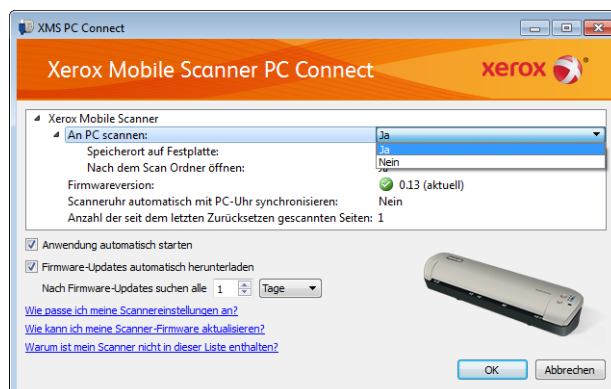 XMS PC Connect
Xerox Mobile Scanner PC Connect
xerox
Xerox Mobile Scanner
An PC scannen: Ja
Ja
Speicherort auf Festplatte:
Nein
Nach dem Scan Ordner öffnen:
Firmwareversion: 0.13 (aktuell)
Scanneruhr automatisch mit PC-Uhr synchronisieren: Nein
Anzahl der seit dem letzten Zurücksetzen gescannten Seiten: 1
Anwendung automatisch starten
Firmware-Updates automatisch herunterladen
Nach Firmware-Updates suchen alle 1 Tage
Wie passe ich meine Scannereinstellungen an?
Wie kann ich meine Scanner-Firmware aktualisieren?
Warum ist mein Scanner nicht in dieser Liste enthalten?
OK Abbrechen